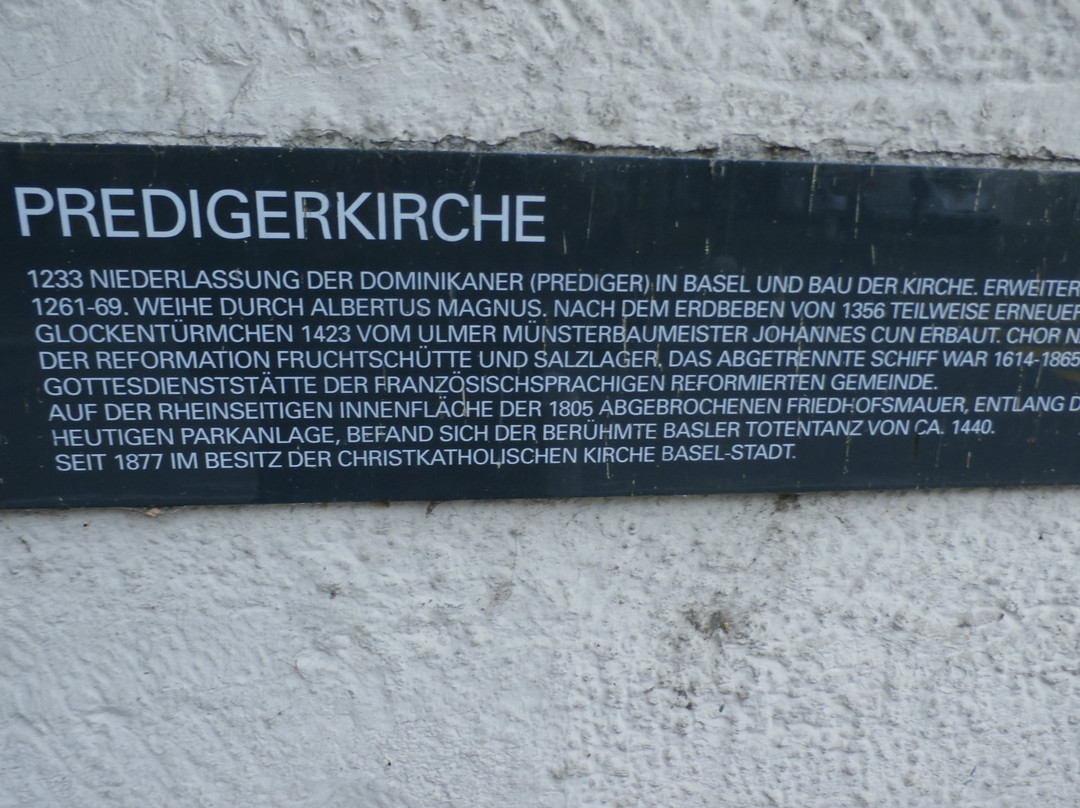 PREDIGERKIRCHE
1233 NIEDERLASSUNG DER DOMINIKANER (PREDIGER) IN BASEL UND BAU DER KIRCHE. ERWEITER
1261-69. WEIHE DURCH ALBERTUS MAGNUS. NACH DEM ERDBEBEN VON 1356 TEILWEISE ERNEUER
GLOCKENTÜRMCHEN 1423 VOM ULMER MÜNSTERBAUMEISTER JOHANNES CUN ERBAUT. CHOR N
DER REFORMATION FRUCHTSCHÜTTE UND SALZLAGER. DAS ABGETRENNTE SCHIFF WAR 1614-1865
GOTTESDIENSTSTÄTTE DER FRANZÖSISCHSPRACHIGEN REFORMIERTEN GEMEINDE.
AUF DER RHEINSEITIGEN INNENFLÄCHE DER 1805 ABGEBROCHENEN FRIEDHOFSMAUER, ENTLANG D
HEUTIGEN PARKANLAGE, BEFAND SICH DER BERÜHMTE BASLER TOTENTANZ VON CA. 1440.
SEIT 1877 IM BESITZ DER CHRISTKATHOLISCHEN KIRCHE BASEL-STADT.